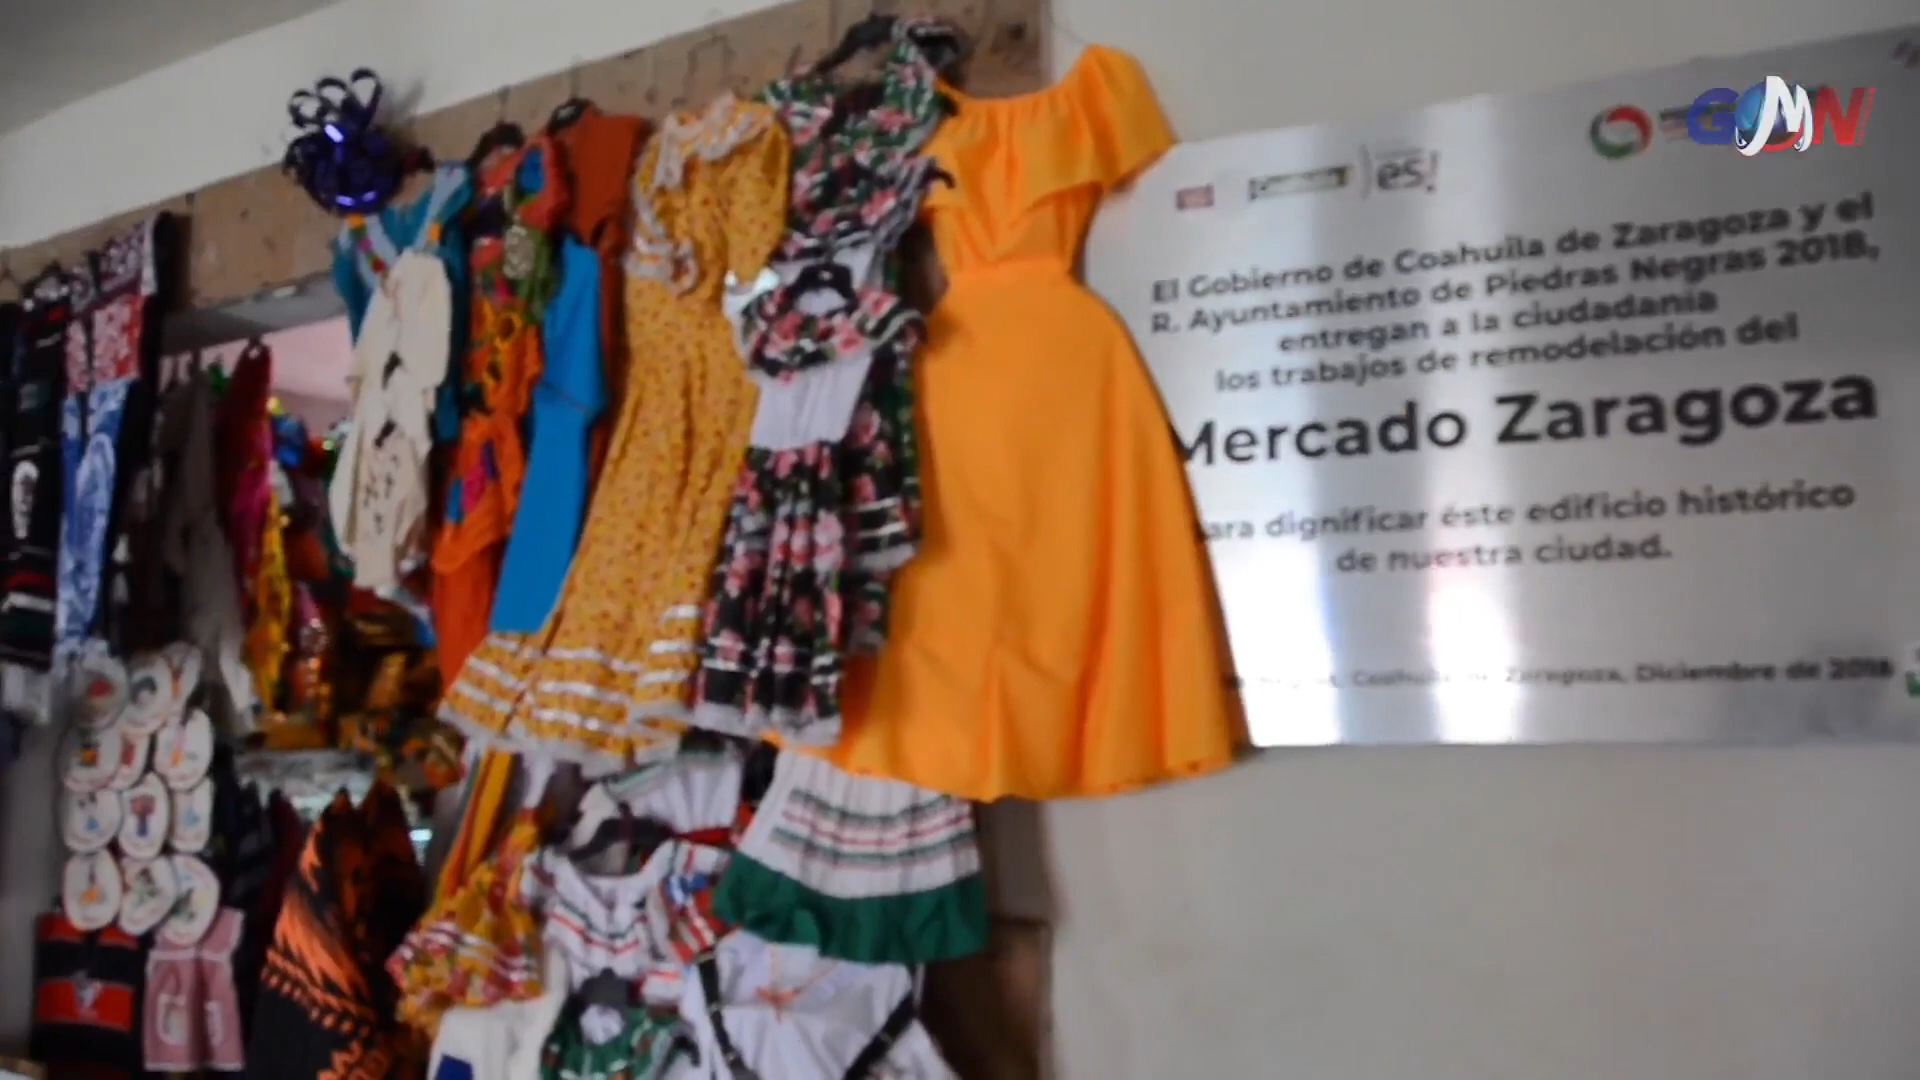 GMN
es!
El Gobierno de Coahuila de Zaragoza y el
R. Ayuntamiento de Piedras Negras 2018,
entregan a la ciudadanía
los trabajos de remodelación del
Mercado Zaragoza
ara dignificar éste edificio histórico
de nuestra ciudad.
Coahuila de Zaragoza, Diciembre de 2018